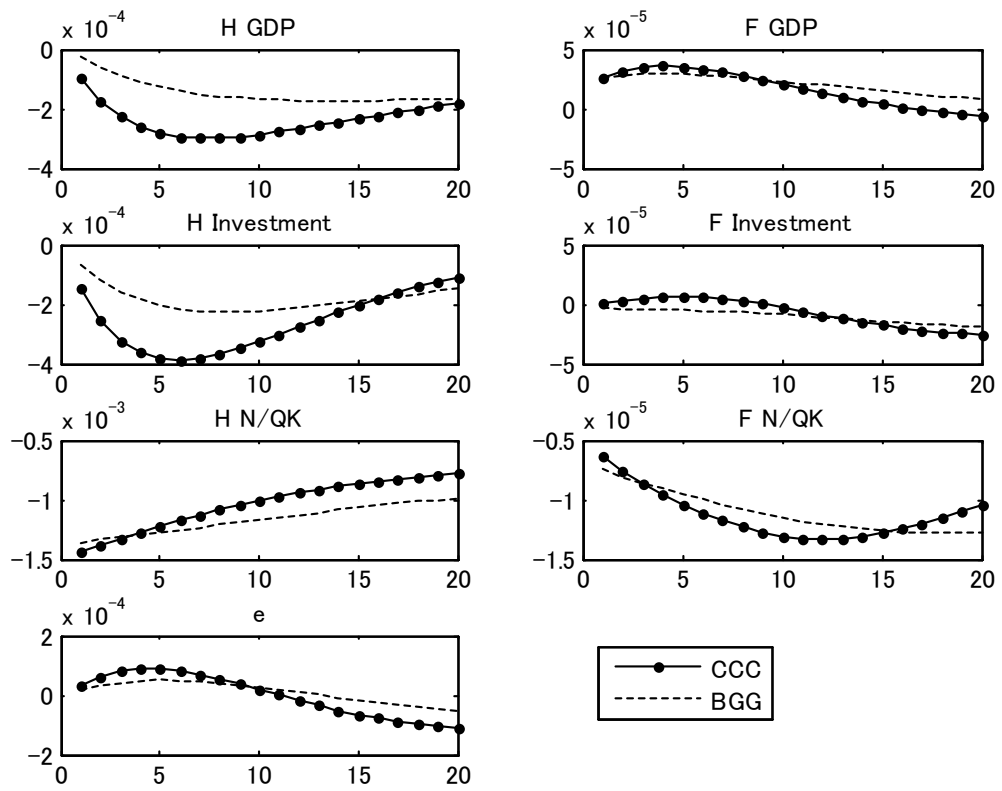 x 10⁻⁴
H GDP
0
−2
−4
0 5 10 15 20
x 10⁻⁵
F GDP
5
0
−5
0 5 10 15 20
x 10⁻⁴
H Investment
0
−2
−4
0 5 10 15 20
x 10⁻⁵
F Investment
5
0
−5
0 5 10 15 20
x 10⁻³
H N/QK
−0.5
−1
−1.5
0 5 10 15 20
x 10⁻⁵
F N/QK
−0.5
−1
−1.5
0 5 10 15 20
x 10⁻⁴
e
2
0
−2
0 5 10 15 20
CCC
BGG